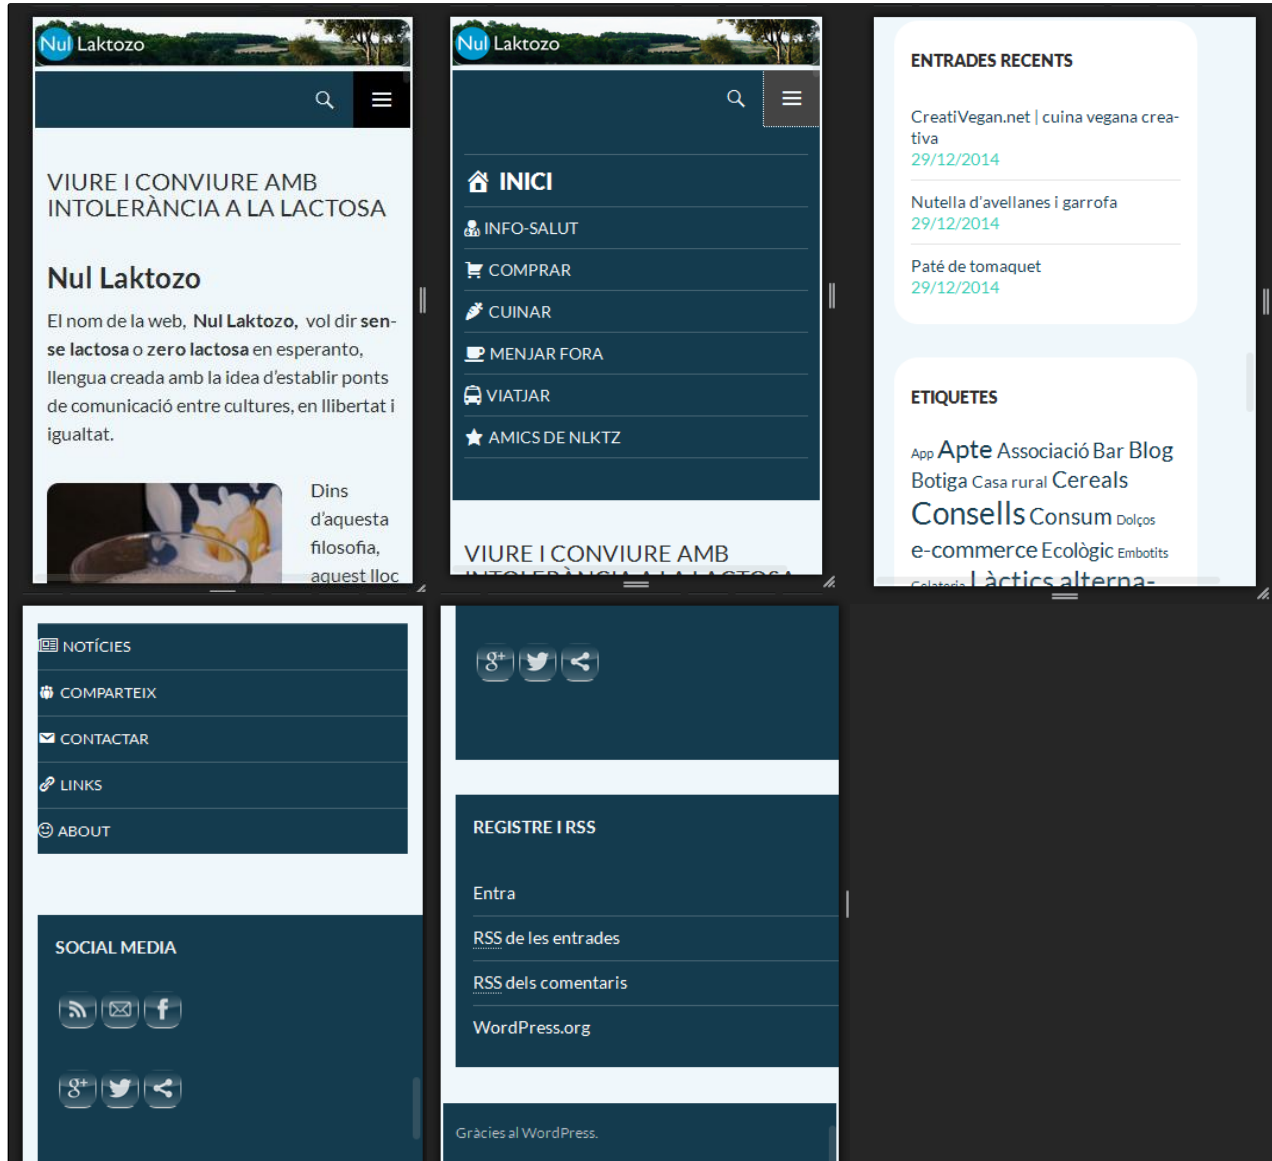 Nul Laktozo
VIURE I CONVIURE AMB
INTOLERÀNCIA A LA LACTOSA
Nul Laktozo
El nom de la web, Nul Laktozo, vol dir sen-
se lactosa o zero lactosa en esperanto,
llengua creada amb la idea d'establir ponts
de comunicació entre cultures, en llibertat i
igualtat.
Dins
d'aquesta
filosofia,
aquest lloc
Nul Laktozo
INICI
INFO-SALUT
COMPRAR
CUINAR
MENJAR FORA
VIATJAR
AMICS DE NLKTZ
VIURE I CONVIURE AMB
INTOLERÀNCIA A LA LACTOSA
ENTRADES RECENTS
CreatiVegan.net | cuina vegana crea-
tiva
29/12/2014
Nutella d'avellanes i garrofa
29/12/2014
Paté de tomaquet
29/12/2014
ETIQUETES
App Apte Associació Bar Blog
Botiga Casa rural Cereals
Consells Consum Dolços
e-commerce Ecològic Embotits
Gelateria Làctics alterna-
NOTÍCIES
COMPARTEIX
CONTACTAR
LINKS
ABOUT
SOCIAL MEDIA
f
g+
g+
REGISTRE I RSS
Entra
RSS de les entrades
RSS dels comentaris
WordPress.org
Gràcies al WordPress.